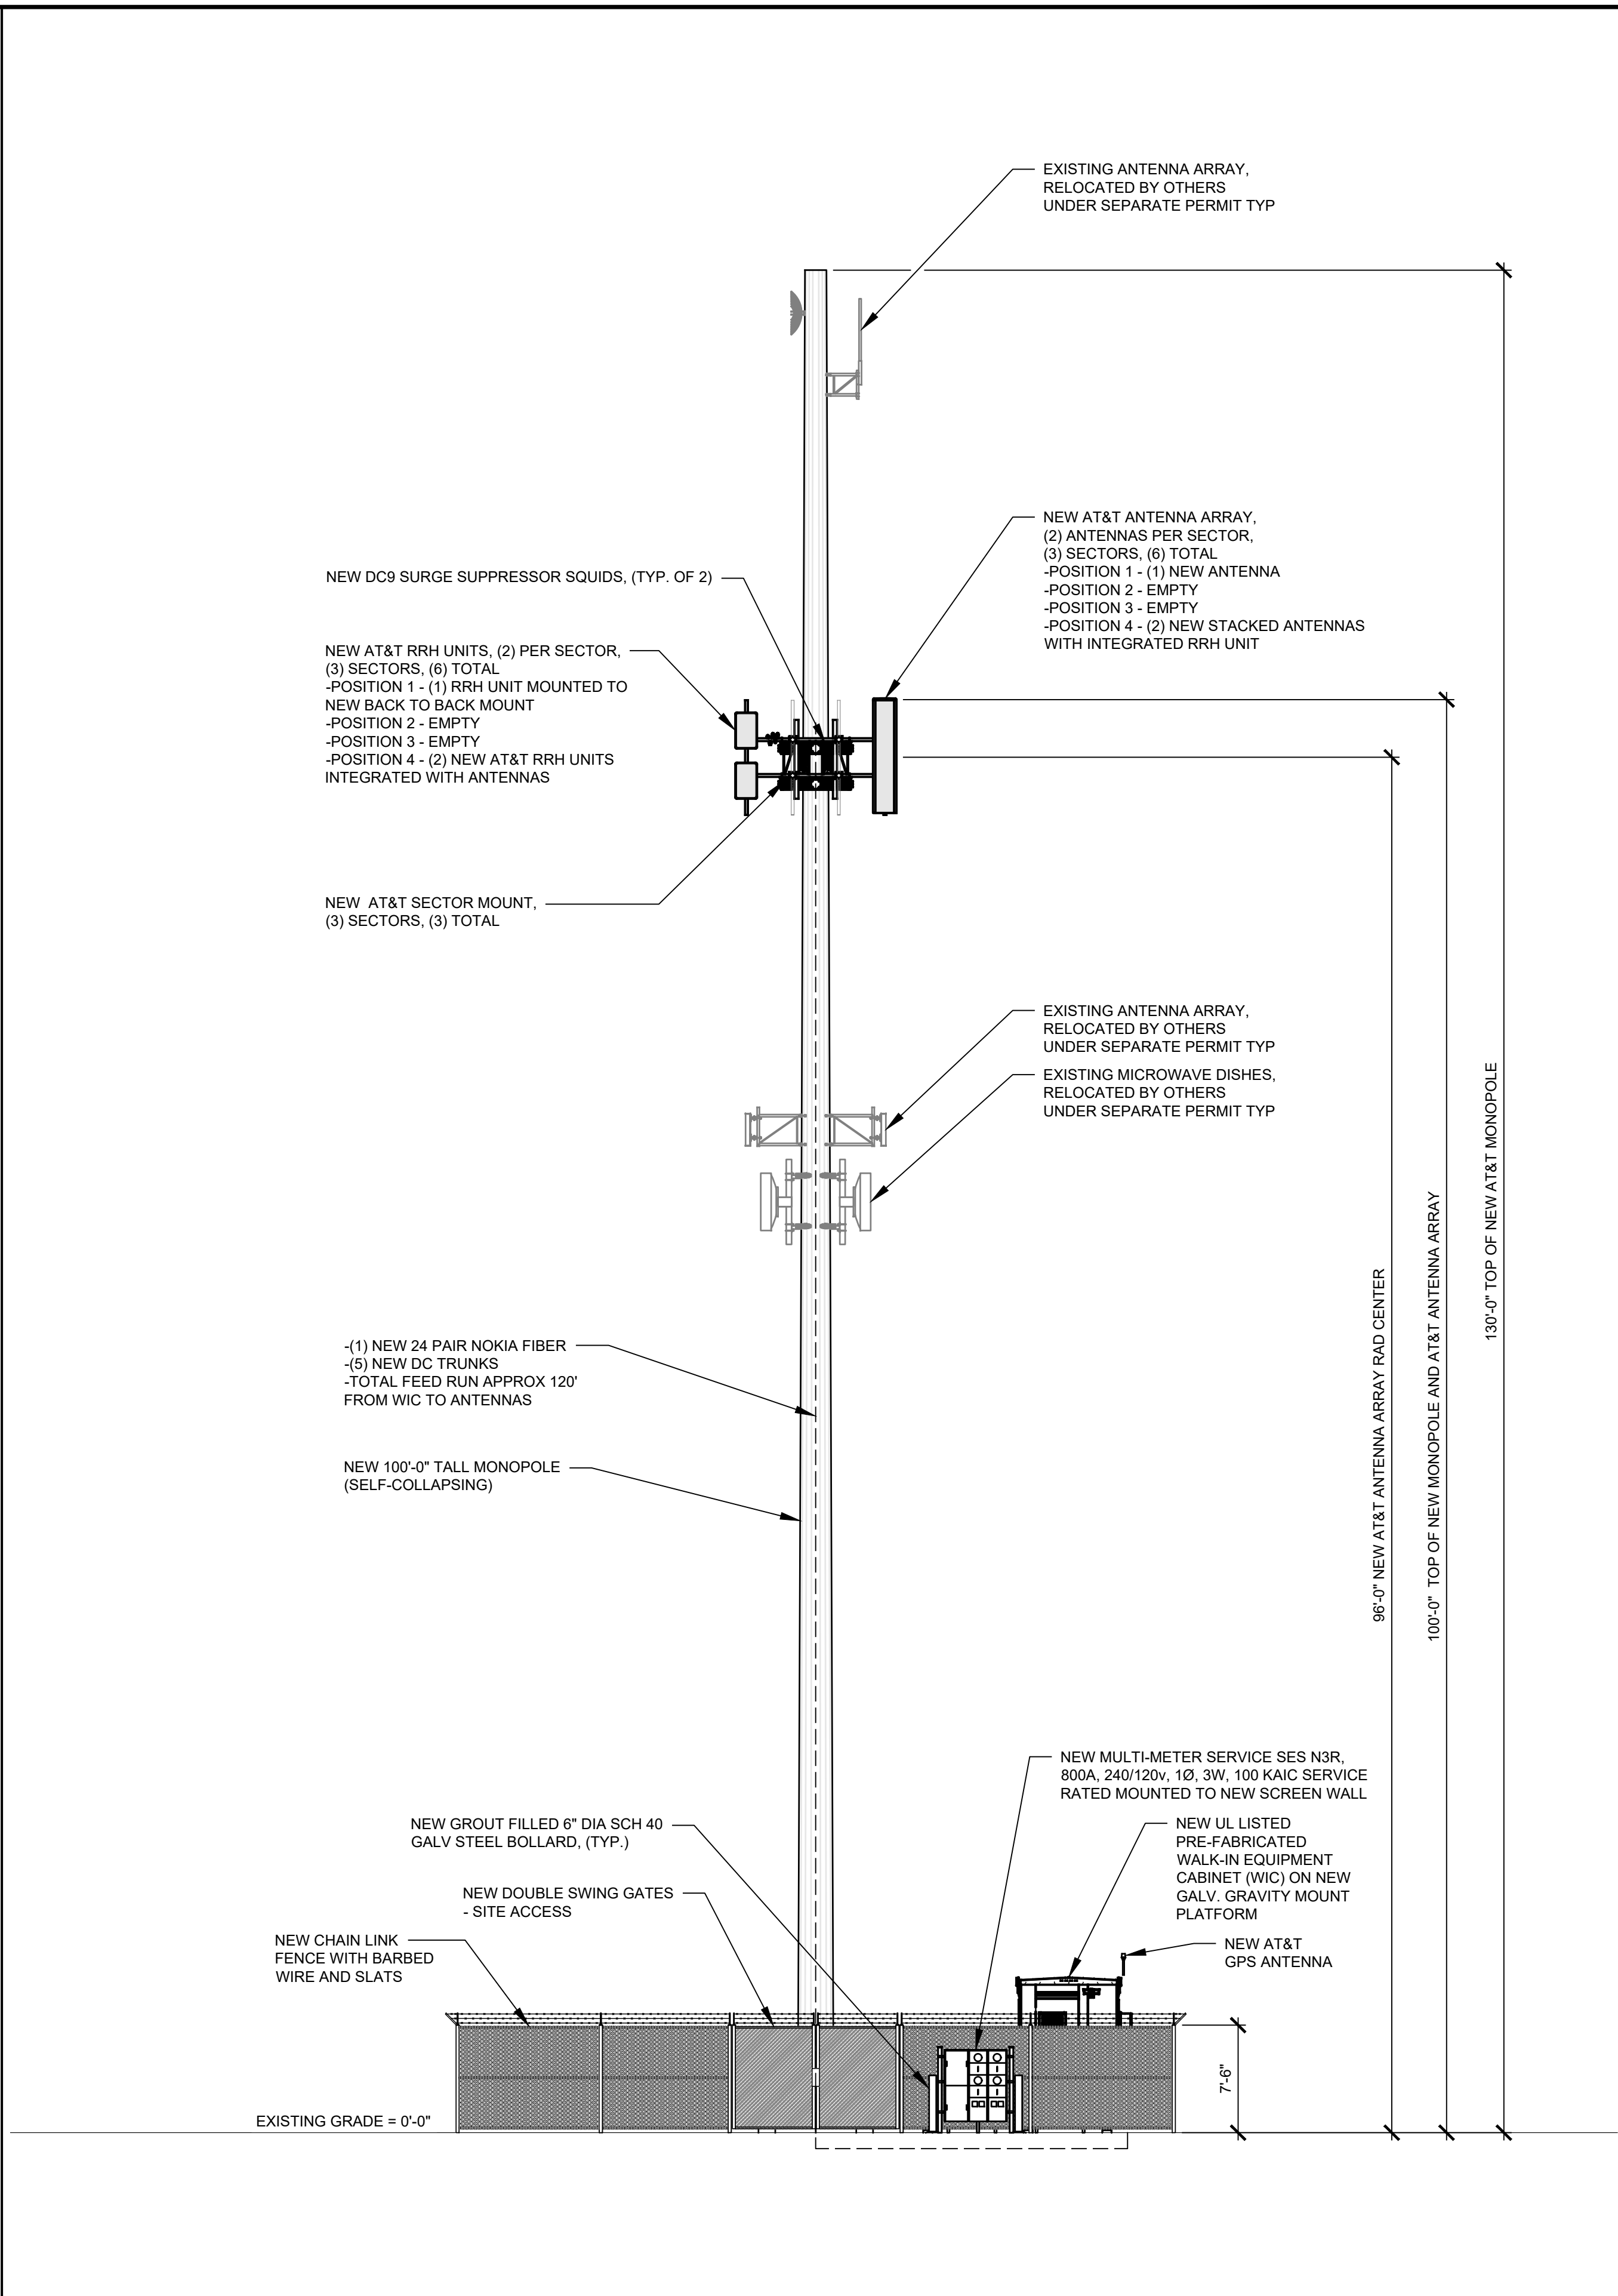 EXISTING ANTENNA ARRAY,
RELOCATED BY OTHERS
UNDER SEPARATE PERMIT TYP
NEW AT&T ANTENNA ARRAY,
(2) ANTENNAS PER SECTOR,
(3) SECTORS, (6) TOTAL
-POSITION 1 - (1) NEW ANTENNA
-POSITION 2 - EMPTY
-POSITION 3 - EMPTY
-POSITION 4 - (2) NEW STACKED ANTENNAS
WITH INTEGRATED RRH UNIT
NEW DC9 SURGE SUPPRESSOR SQUIDS, (TYP. OF 2)
NEW AT&T RRH UNITS, (2) PER SECTOR,
(3) SECTORS, (6) TOTAL
-POSITION 1 - (1) RRH UNIT MOUNTED TO
NEW BACK TO BACK MOUNT
-POSITION 2 - EMPTY
-POSITION 3 - EMPTY
-POSITION 4 - (2) NEW AT&T RRH UNITS
INTEGRATED WITH ANTENNAS
NEW  AT&T SECTOR MOUNT,
(3) SECTORS, (3) TOTAL
EXISTING ANTENNA ARRAY,
RELOCATED BY OTHERS
UNDER SEPARATE PERMIT TYP
EXISTING MICROWAVE DISHES,
RELOCATED BY OTHERS
UNDER SEPARATE PERMIT TYP
96'-0" NEW AT&T ANTENNA ARRAY RAD CENTER
100'-0"  TOP OF NEW MONOPOLE AND AT&T ANTENNA ARRAY
130'-0" TOP OF NEW AT&T MONOPOLE
-(1) NEW 24 PAIR NOKIA FIBER
-(5) NEW DC TRUNKS
-TOTAL FEED RUN APPROX 120'
FROM WIC TO ANTENNAS
NEW 100'-0" TALL MONOPOLE
(SELF-COLLAPSING)
NEW MULTI-METER SERVICE SES N3R,
800A, 240/120v, 1Ø, 3W, 100 KAIC SERVICE
RATED MOUNTED TO NEW SCREEN WALL
NEW GROUT FILLED 6" DIA SCH 40
GALV STEEL BOLLARD, (TYP.)
NEW UL LISTED
PRE-FABRICATED
WALK-IN EQUIPMENT
CABINET (WIC) ON NEW
GALV. GRAVITY MOUNT
PLATFORM
NEW DOUBLE SWING GATES
- SITE ACCESS
NEW CHAIN LINK
FENCE WITH BARBED
WIRE AND SLATS
NEW AT&T
GPS ANTENNA
7'-6"
EXISTING GRADE = 0'-0"